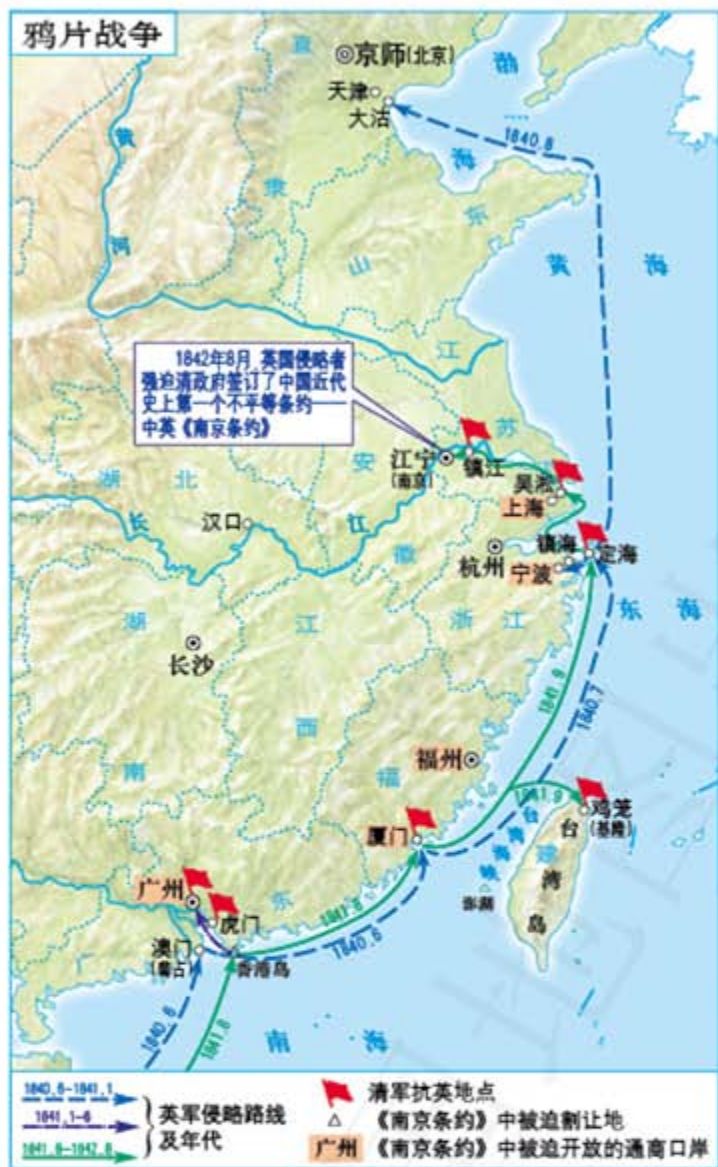 鸦片战争
直
隶
京师(北京)
天津
大沽
渤
海
1840.8
黄
河
山
东
黄 海
1842年8月 英国侵略者
强迫清政府签订了中国近代
史上第一个不平等条约——
中英《南京条约》
江
苏
安
徽
江宁
(南京)
镇江
吴淞
上海
湖 北
长
江
汉口
杭州
镇海
定海
宁波
浙 江
东 海
湖
南
长沙
江
西
1841.9
1840.7
福
建
福州
1841.9
鸡笼
(基隆)
厦门
台湾海峡
澎湖
台
湾
岛
广
东
广州
虎门
1841.8
1840.6
澳门
(葡占)
香港岛
1840.6
1841.8
南 海
1840.6-1841.1
1841.1-6
1841.8-1842.8
英军侵略路线
及年代
清军抗英地点
《南京条约》中被迫割让地
广州 《南京条约》中被迫开放的通商口岸